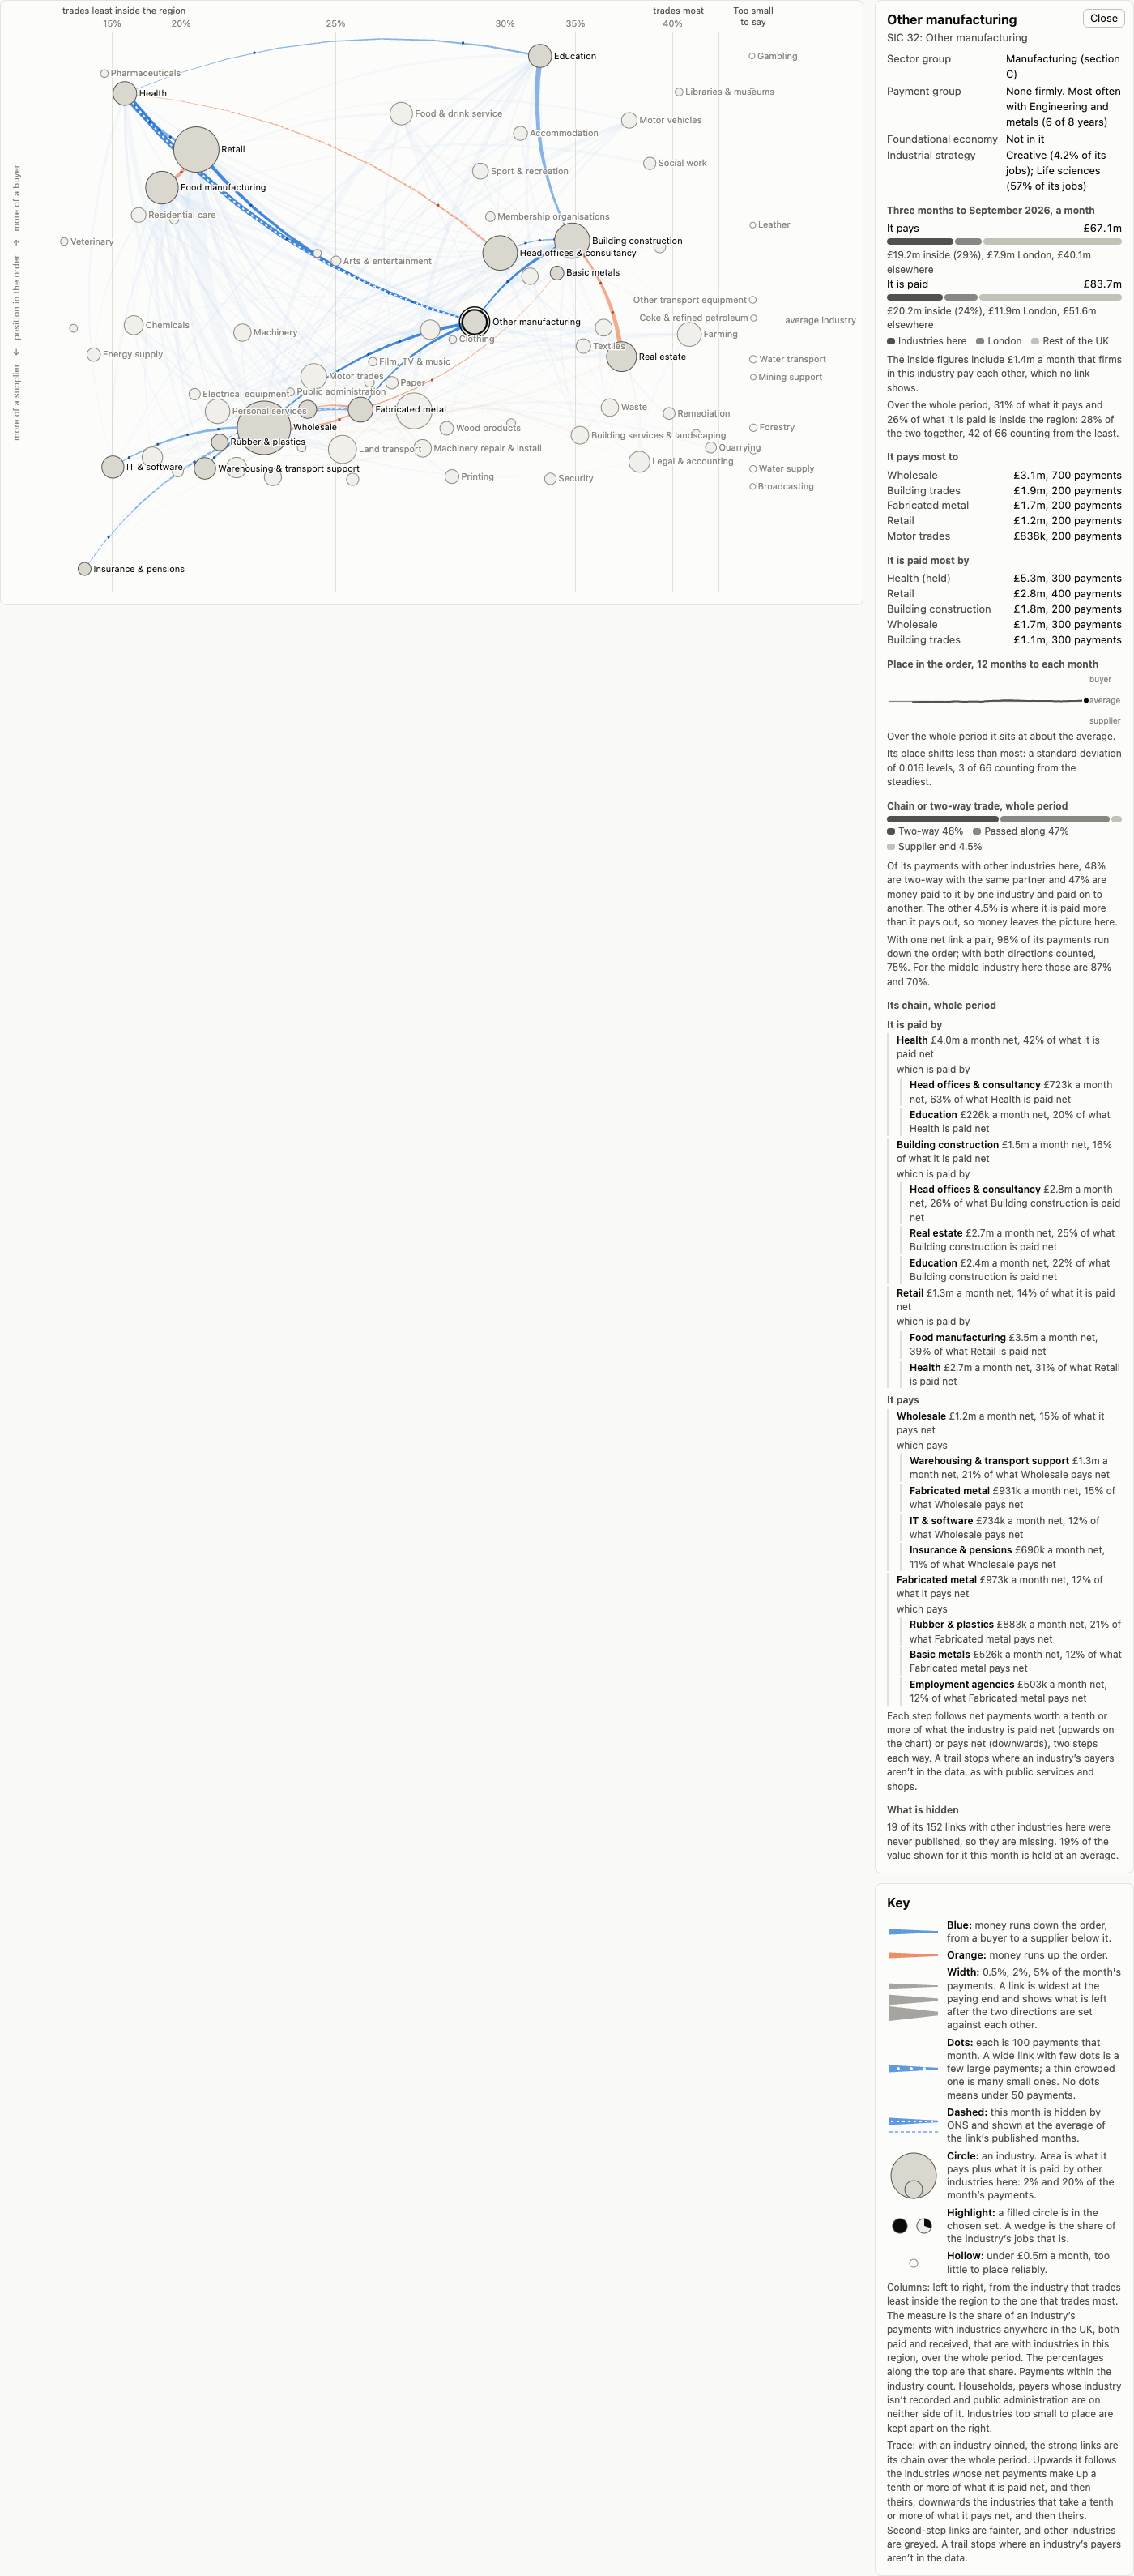 trades least inside the region
trades most
Too small
to say
15%
20%
25%
30%
35%
40%
more of a supplier ← position in the order → more of a buyer
Education
Gambling
Pharmaceuticals
Health
Libraries & museums
Food & drink service
Motor vehicles
Accommodation
Retail
Social work
Sport & recreation
Food manufacturing
Residential care
Membership organisations
Leather
Veterinary
Building construction
Head offices & consultancy
Arts & entertainment
Basic metals
Other transport equipment
Coke & refined petroleum
average industry
Other manufacturing
Chemicals
Machinery
Farming
Clothing
Textiles
Energy supply
Real estate
Water transport
Film, TV & music
Motor trades
Mining support
Paper
Electrical equipment
Public administration
Personal services
Fabricated metal
Waste
Remediation
Wholesale
Wood products
Forestry
Building services & landscaping
Rubber & plastics
Land transport
Machinery repair & install
Quarrying
Legal & accounting
IT & software
Warehousing & transport support
Water supply
Printing
Security
Broadcasting
Insurance & pensions
Other manufacturing
Close
SIC 32: Other manufacturing
Sector group
Manufacturing (section
C)
Payment group
None firmly. Most often
with Engineering and
metals (6 of 8 years)
Foundational economy
Not in it
Industrial strategy
Creative (4.2% of its
jobs); Life sciences
(57% of its jobs)
Three months to September 2026, a month
It pays
£67.1m
£19.2m inside (29%), £7.9m London, £40.1m
elsewhere
It is paid
£83.7m
£20.2m inside (24%), £11.9m London, £51.6m
elsewhere
Industries here
London
Rest of the UK
The inside figures include £1.4m a month that firms
in this industry pay each other, which no link
shows.
Over the whole period, 31% of what it pays and
26% of what it is paid is inside the region: 28% of
the two together, 42 of 66 counting from the least.
It pays most to
Wholesale
£3.1m, 700 payments
Building trades
£1.9m, 200 payments
Fabricated metal
£1.7m, 200 payments
Retail
£1.2m, 200 payments
Motor trades
£838k, 200 payments
It is paid most by
Health (held)
£5.3m, 300 payments
Retail
£2.8m, 400 payments
Building construction
£1.8m, 200 payments
Wholesale
£1.7m, 300 payments
Building trades
£1.1m, 300 payments
Place in the order, 12 months to each month
buyer
average
supplier
Over the whole period it sits at about the average.
Its place shifts less than most: a standard deviation
of 0.016 levels, 3 of 66 counting from the
steadiest.
Chain or two-way trade, whole period
Two-way 48%
Passed along 47%
Supplier end 4.5%
Of its payments with other industries here, 48%
are two-way with the same partner and 47% are
money paid to it by one industry and paid on to
another. The other 4.5% is where it is paid more
than it pays out, so money leaves the picture here.
With one net link a pair, 98% of its payments run
down the order; with both directions counted,
75%. For the middle industry here those are 87%
and 70%.
Its chain, whole period
It is paid by
Health £4.0m a month net, 42% of what it is
paid net
which is paid by
Head offices & consultancy £723k a month
net, 63% of what Health is paid net
Education £226k a month net, 20% of what
Health is paid net
Building construction £1.5m a month net, 16%
of what it is paid net
which is paid by
Head offices & consultancy £2.8m a month
net, 26% of what Building construction is paid
net
Real estate £2.7m a month net, 25% of what
Building construction is paid net
Education £2.4m a month net, 22% of what
Building construction is paid net
Retail £1.3m a month net, 14% of what it is paid
net
which is paid by
Food manufacturing £3.5m a month net,
39% of what Retail is paid net
Health £2.7m a month net, 31% of what Retail
is paid net
It pays
Wholesale £1.2m a month net, 15% of what it
pays net
which pays
Warehousing & transport support £1.3m a
month net, 21% of what Wholesale pays net
Fabricated metal £931k a month net, 15% of
what Wholesale pays net
IT & software £734k a month net, 12% of
what Wholesale pays net
Insurance & pensions £690k a month net,
11% of what Wholesale pays net
Fabricated metal £973k a month net, 12% of
what it pays net
which pays
Rubber & plastics £883k a month net, 21% of
what Fabricated metal pays net
Basic metals £526k a month net, 12% of what
Fabricated metal pays net
Employment agencies £503k a month net,
12% of what Fabricated metal pays net
Each step follows net payments worth a tenth or
more of what the industry is paid net (upwards on
the chart) or pays net (downwards), two steps
each way. A trail stops where an industry's payers
aren't in the data, as with public services and
shops.
What is hidden
19 of its 152 links with other industries here were
never published, so they are missing. 19% of the
value shown for it this month is held at an average.
Key
Blue: money runs down the order,
from a buyer to a supplier below it.
Orange: money runs up the order.
Width: 0.5%, 2%, 5% of the month's
payments. A link is widest at the
paying end and shows what is left
after the two directions are set
against each other.
Dots: each is 100 payments that
month. A wide link with few dots is a
few large payments; a thin crowded
one is many small ones. No dots
means under 50 payments.
Dashed: this month is hidden by
ONS and shown at the average of
the link's published months.
Circle: an industry. Area is what it
pays plus what it is paid by other
industries here: 2% and 20% of the
month's payments.
Highlight: a filled circle is in the
chosen set. A wedge is the share of
the industry's jobs that is.
Hollow: under £0.5m a month, too
little to place reliably.
Columns: left to right, from the industry that trades
least inside the region to the one that trades most.
The measure is the share of an industry's
payments with industries anywhere in the UK, both
paid and received, that are with industries in this
region, over the whole period. The percentages
along the top are that share. Payments within the
industry count. Households, payers whose industry
isn't recorded and public administration are on
neither side of it. Industries too small to place are
kept apart on the right.
Trace: with an industry pinned, the strong links are
its chain over the whole period. Upwards it follows
the industries whose net payments make up a
tenth or more of what it is paid net, and then
theirs; downwards the industries that take a tenth
or more of what it pays net, and then theirs.
Second-step links are fainter, and other industries
are greyed. A trail stops where an industry's payers
aren't in the data.